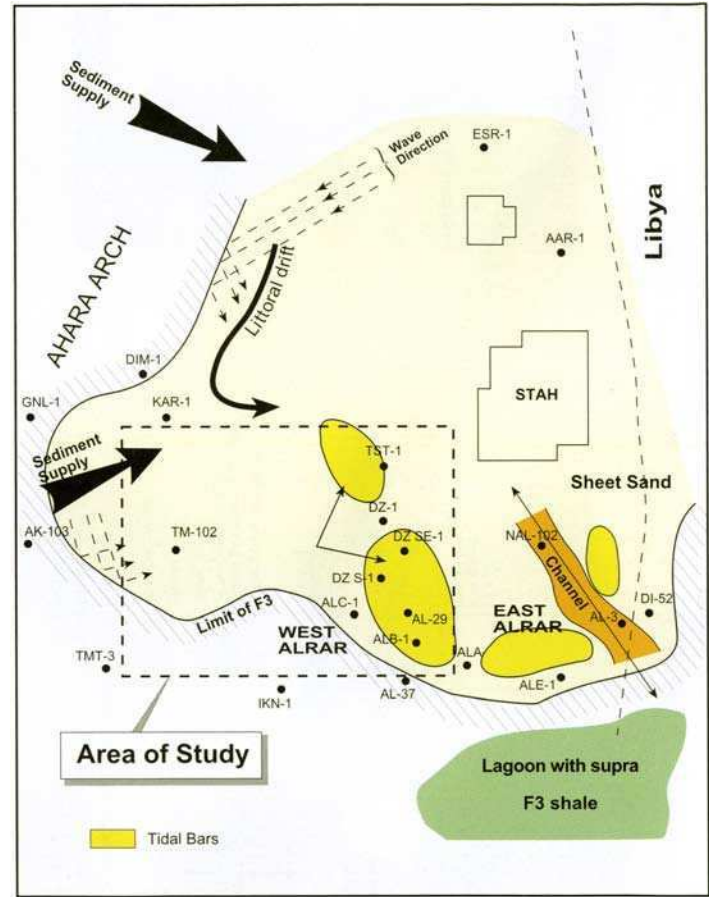 Sediment
Supply
Wave
Direction
ESR-1
AAR-1
Libya
AHARA ARCH
Littoral drift
DIM-1
GNL-1
KAR-1
STAH
Sediment
Supply
TST-1
Sheet Sand
DZ-1
AK-103
TM-102
DZ SE-1
NAL-102
DZ S-1
Channel
ALC-1
AL-29
EAST
ALRAR
AL-3
DI-52
Limit of F3
WEST
ALRAR
ALB-1
ALA
TMT-3
IKN-1
AL-37
ALE-1
Area of Study
Lagoon with supra
F3 shale
Tidal Bars